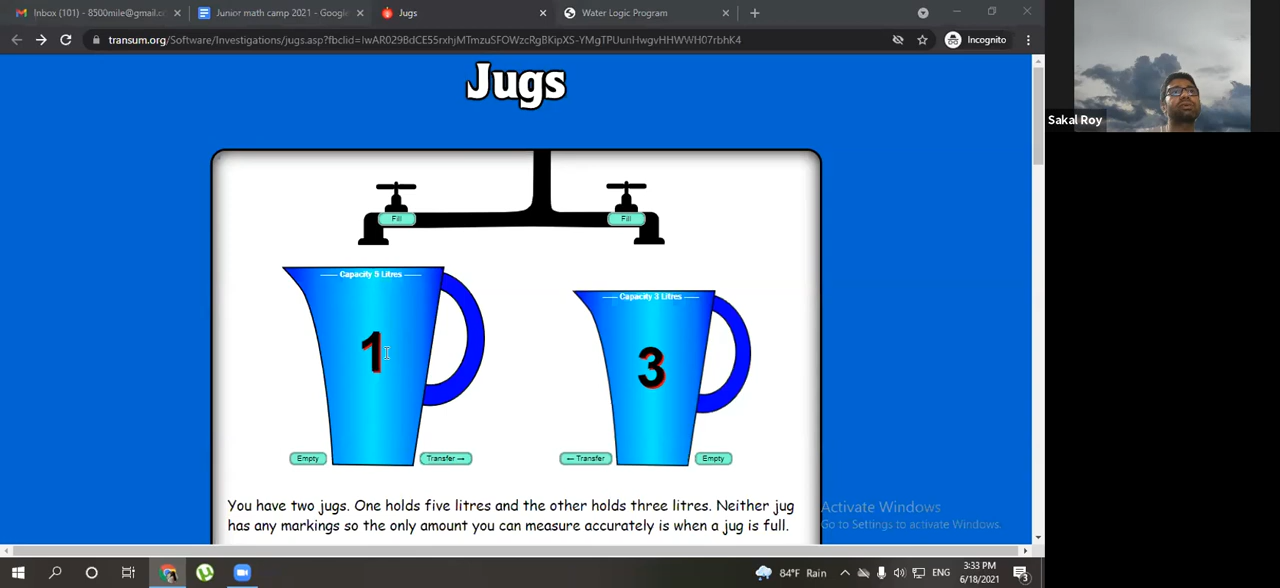 Inbox (101) - 8500mile@gmail.c
Junior math camp 2021 - Google
Jugs
Water Logic Program
transum.org/Software/Investigations/jugs.asp?fbclid=IwAR029BdCE55rxhjMTmzuSFOWzcRgBKipXS-YMgTPUunHwgvHHWWH07rbhK4
Incognito
Jugs
Sakal Roy
Fill
Fill
Capacity 5 Litres
Capacity 3 Litres
1
3
Empty
Transfer →
← Transfer
Empty
You have two jugs. One holds five litres and the other holds three litres. Neither jug
has any markings so the only amount you can measure accurately is when a jug is full.
Activate Windows
Go to Settings to activate Windows.
84°F Rain
ENG
3:33 PM
6/18/2021
3